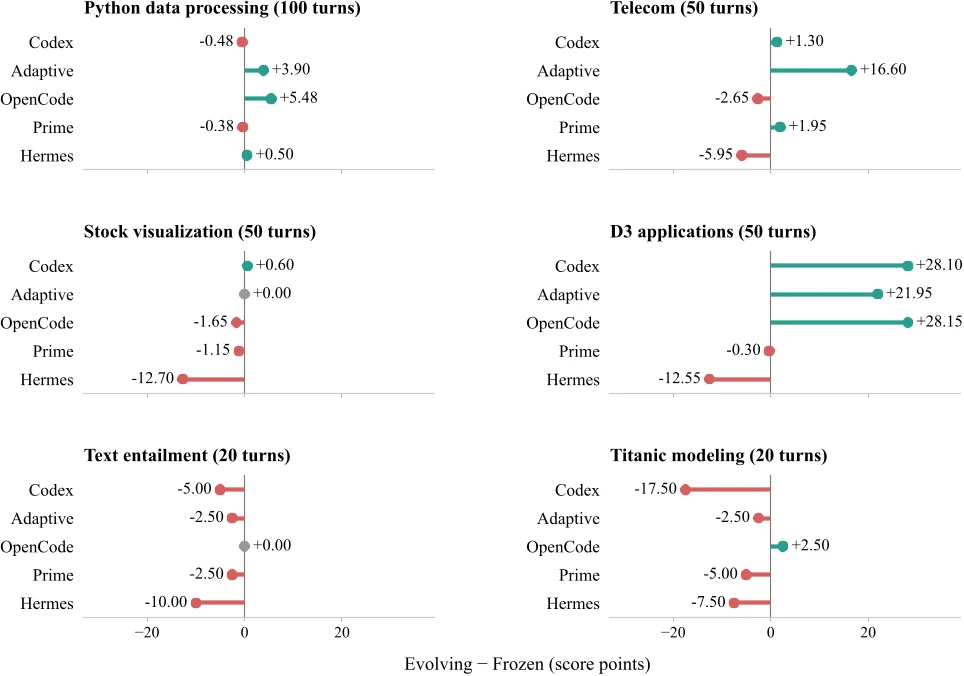 Python data processing (100 turns)
Codex -0.48
Adaptive +3.90
OpenCode +5.48
Prime -0.38
Hermes +0.50
Telecom (50 turns)
Codex +1.30
Adaptive +16.60
OpenCode -2.65
Prime +1.95
Hermes -5.95
Stock visualization (50 turns)
Codex +0.60
Adaptive +0.00
OpenCode -1.65
Prime -1.15
Hermes -12.70
D3 applications (50 turns)
Codex +28.10
Adaptive +21.95
OpenCode +28.15
Prime -0.30
Hermes -12.55
Text entailment (20 turns)
Codex -5.00
Adaptive -2.50
OpenCode +0.00
Prime -2.50
Hermes -10.00
−20 0 20
Titanic modeling (20 turns)
Codex -17.50
Adaptive -2.50
OpenCode +2.50
Prime -5.00
Hermes -7.50
−20 0 20
Evolving − Frozen (score points)